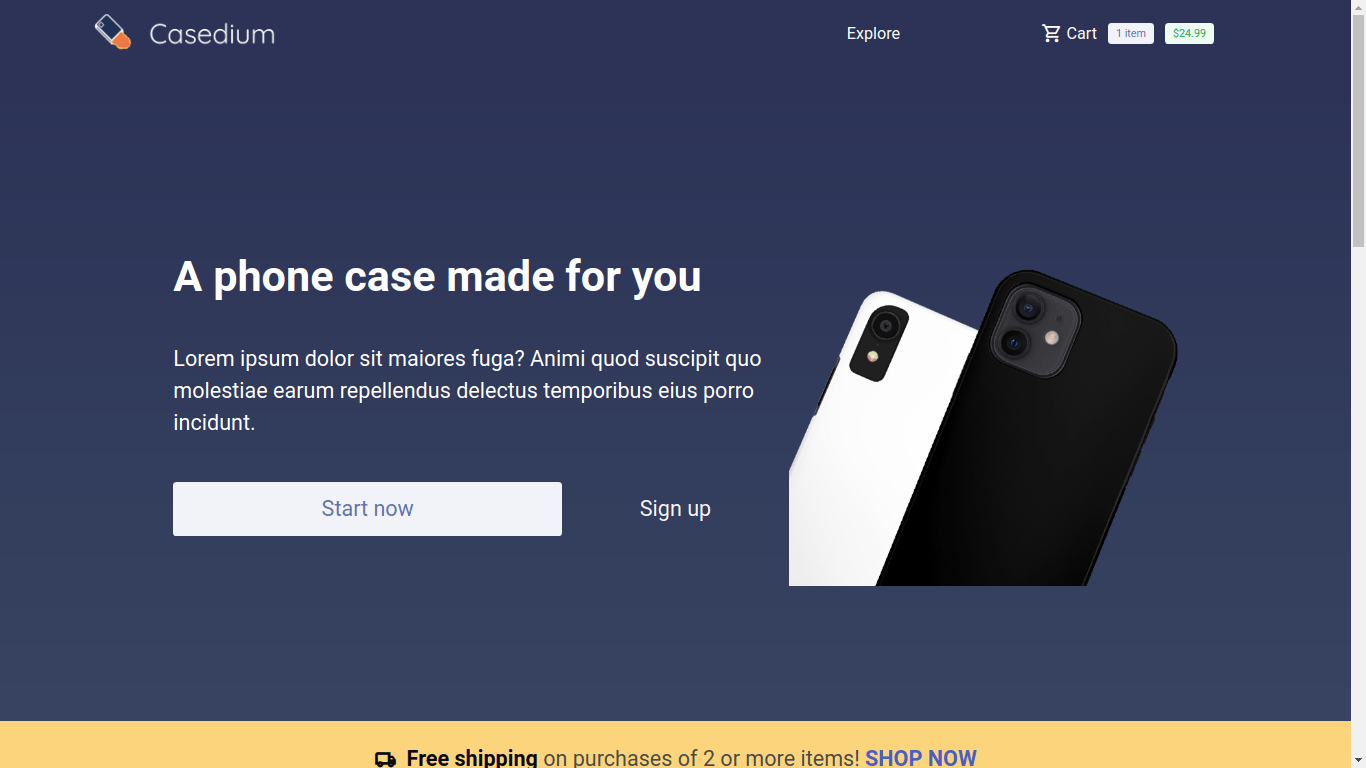 Casedium
Explore
Cart 1 item $24.99
A phone case made for you
Lorem ipsum dolor sit maiores fuga? Animi quod suscipit quo
molestiae earum repellendus delectus temporibus eius porro
incidunt.
Start now
Sign up
Free shipping on purchases of 2 or more items! SHOP NOW